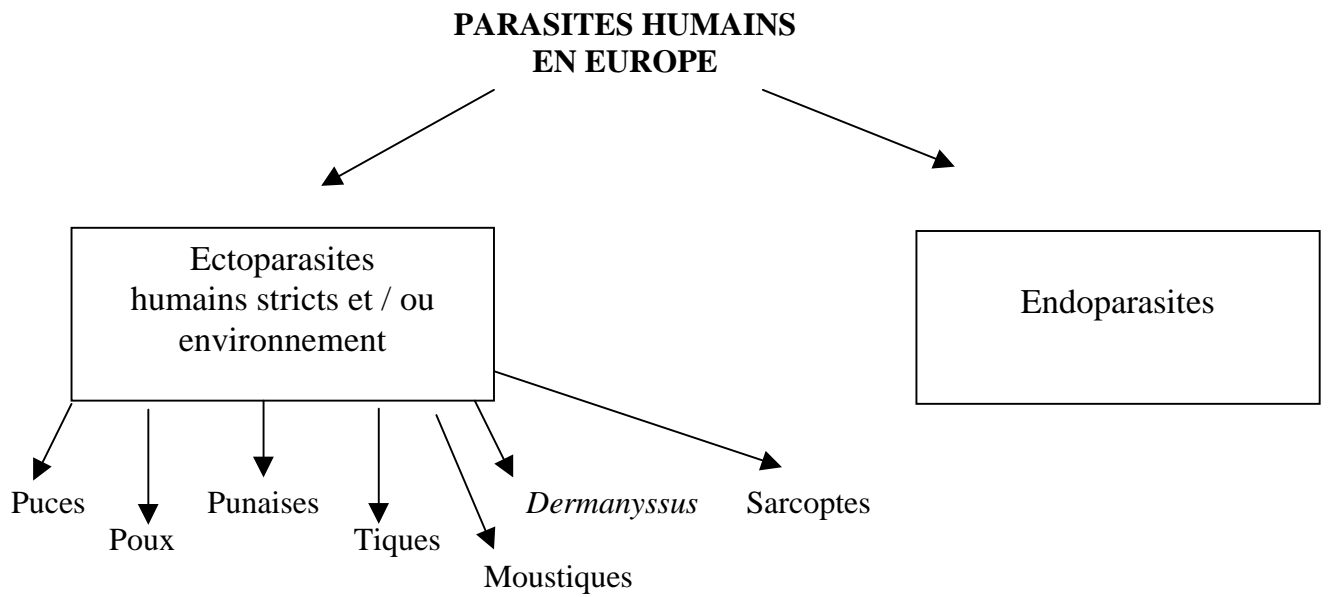 PARASITES HUMAINS
EN EUROPE
Ectoparasites
humains stricts et / ou
environnement
Endoparasites
Puces
Poux
Punaises
Tiques
Moustiques
Dermanyssus
Sarcoptes